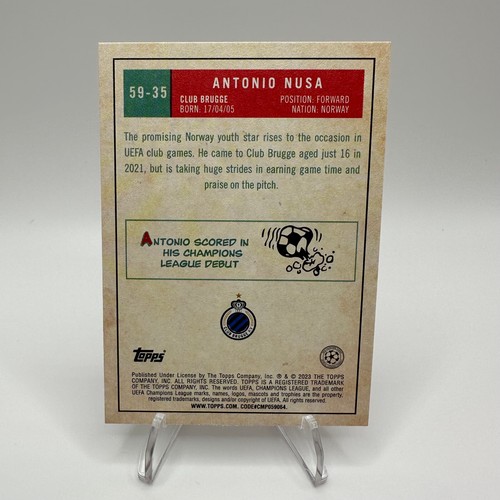 59-35
ANTONIO NUSA
CLUB BRUGGE POSITION: FORWARD
BORN: 17/04/05 NATION: NORWAY
The promising Norway youth star rises to the occasion in
UEFA club games. He came to Club Brugge aged just 16 in
2021, but is taking huge strides in earning game time and
praise on the pitch.
ANTONIO SCORED IN
HIS CHAMPIONS
LEAGUE DEBUT
CLUB BRUGGE
Topps
Published Under License by The Topps Company, Inc. ® & © 2023 THE TOPPS
COMPANY, INC. ALL RIGHTS RESERVED. TOPPS IS A REGISTERED TRADEMARK
OF THE TOPPS COMPANY, INC. The words UEFA, CHAMPIONS LEAGUE, and all other
UEFA Champions League marks, names, logos, mascots and trophies are the property,
registered trademarks, designs and/or copyright of UEFA. All rights reserved.
WWW.TOPPS.COM. CODE#CMP059064.